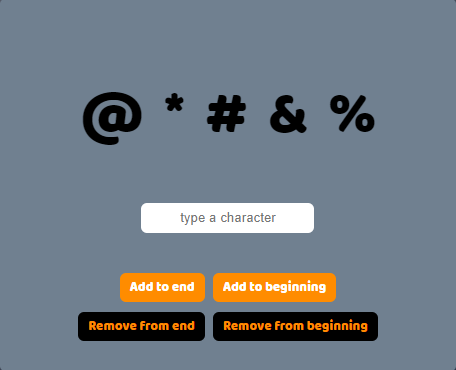 @ * # & %
type a character
Add to end Add to beginning
Remove from end Remove from beginning